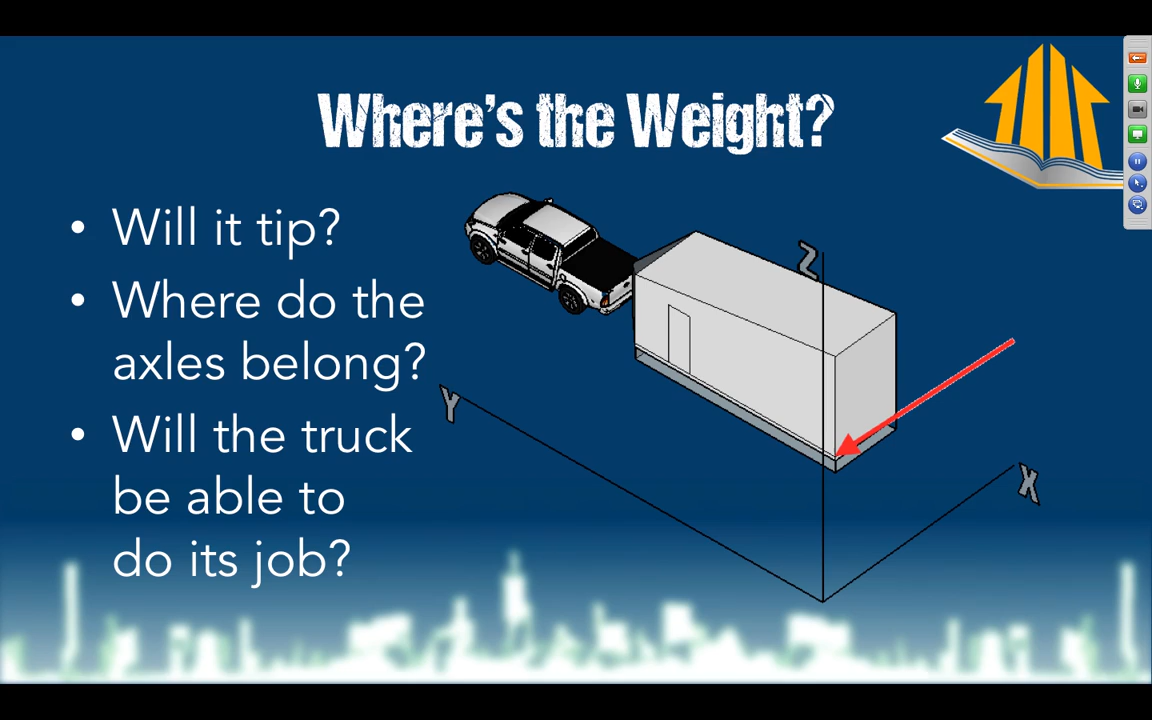 Where's the Weight?
• Will it tip?
• Where do the
axles belong?
• Will the truck
be able to
do its job?
Z
Y
X